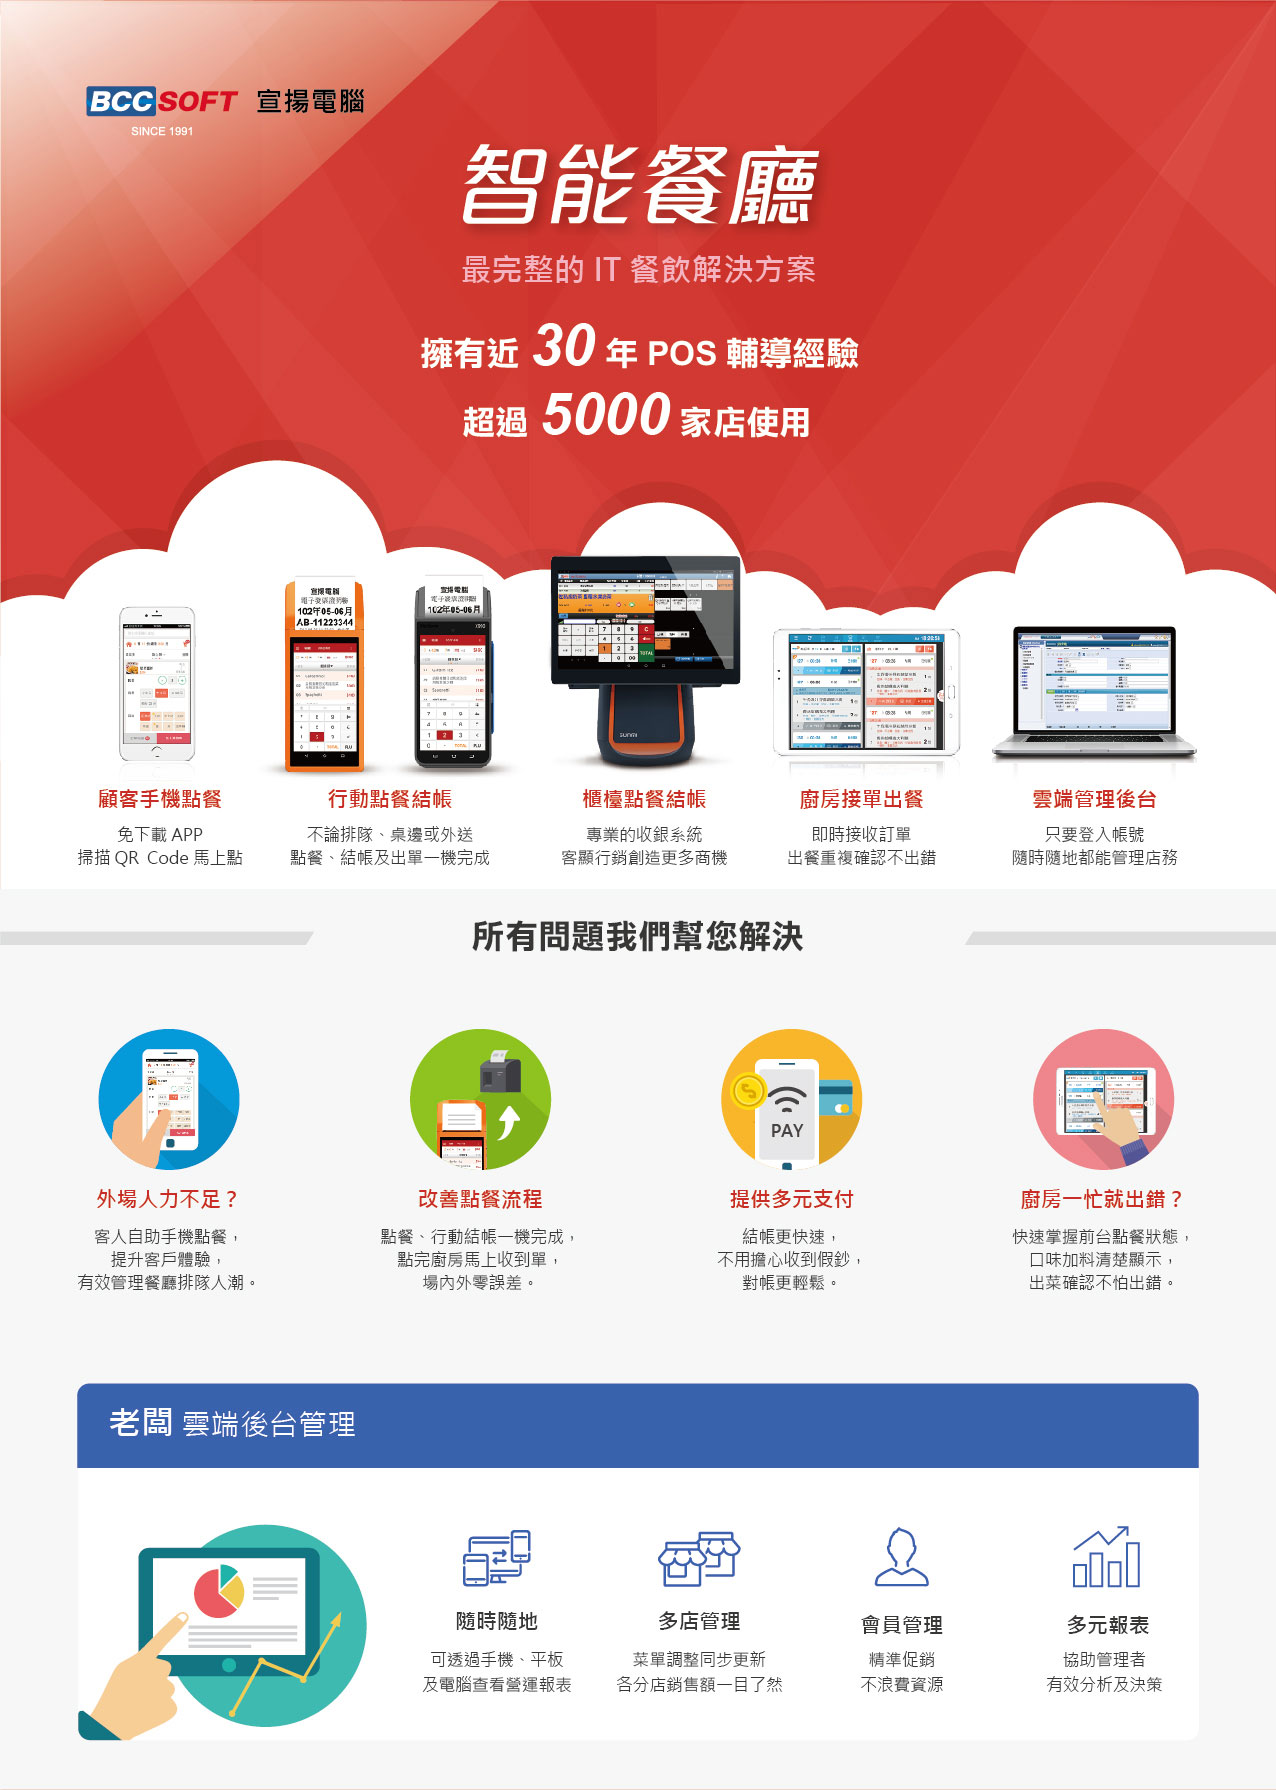 BCCSOFT 宣揚電腦
SINCE 1991
智能餐廳
最完整的 IT 餐飲解決方案
擁有近 30 年 POS 輔導經驗
超過 5000 家店使用
宣揚電腦
電子發票證明聯
102年05-06月
AB-11223344
宣揚電腦
電子發票證明聯
102年05-06月
SUNMI
TOTAL
顧客手機點餐
免下載 APP
掃描 QR Code 馬上點
行動點餐結帳
不論排隊、桌邊或外送
點餐、結帳及出單一機完成
櫃檯點餐結帳
專業的收銀系統
客顯行銷創造更多商機
廚房接單出餐
即時接收訂單
出餐重複確認不出錯
雲端管理後台
只要登入帳號
隨時隨地都能管理店務
所有問題我們幫您解決
PAY
外場人力不足？
客人自助手機點餐，
提升客戶體驗，
有效管理餐廳排隊人潮。
改善點餐流程
點餐、行動結帳一機完成，
點完廚房馬上收到單，
場內外零誤差。
提供多元支付
結帳更快速，
不用擔心收到假鈔，
對帳更輕鬆。
廚房一忙就出錯？
快速掌握前台點餐狀態，
口味加料清楚顯示，
出菜確認不怕出錯。
老闆 雲端後台管理
隨時隨地
可透過手機、平板
及電腦查看營運報表
多店管理
菜單調整同步更新
各分店銷售額一目了然
會員管理
精準促銷
不浪費資源
多元報表
協助管理者
有效分析及決策